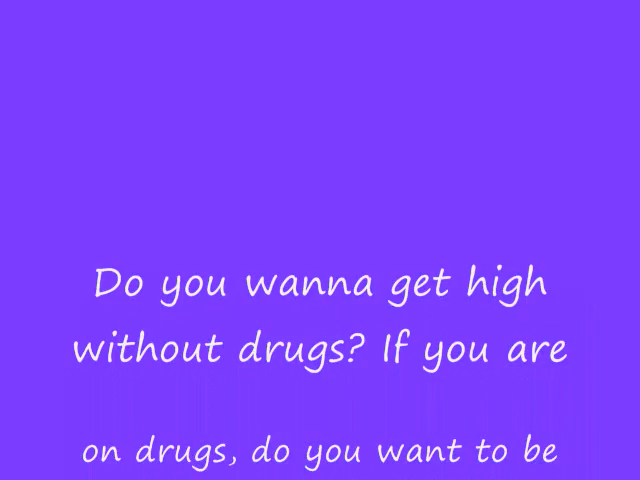 Do you wanna get high
without drugs? If you are
on drugs, do you want to be